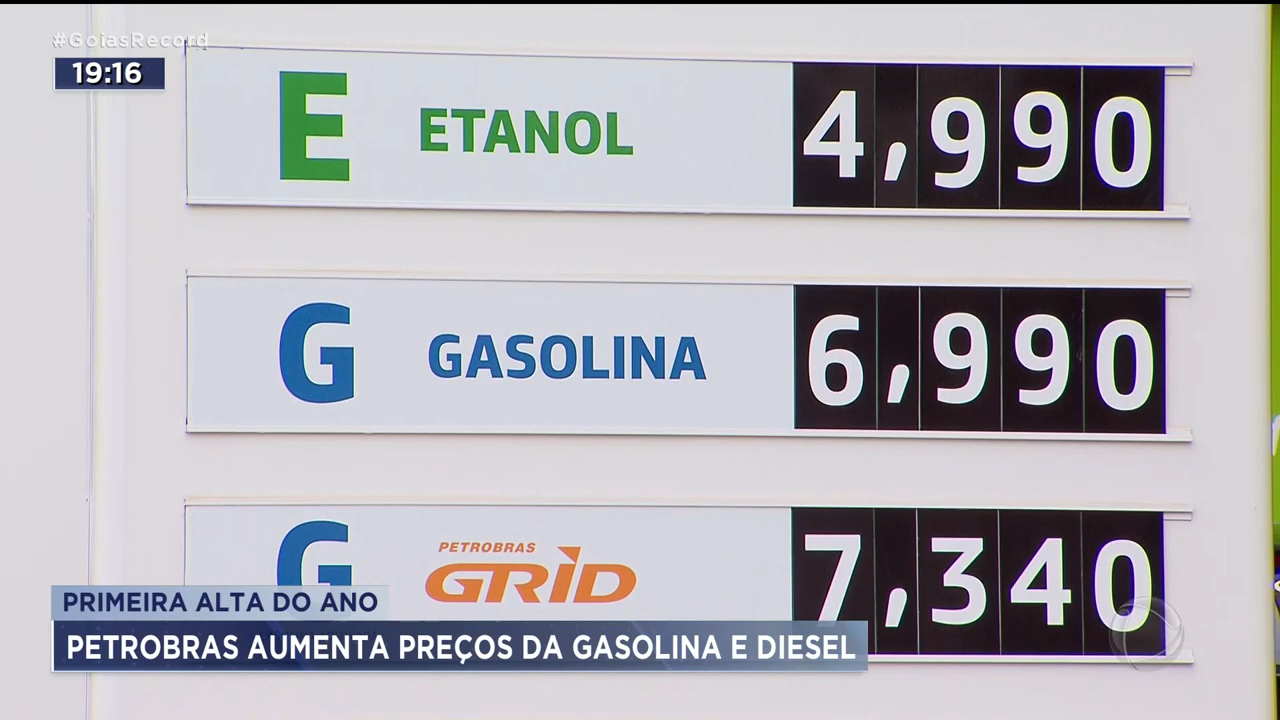 #GoiasRecord
19:16
E ETANOL 4,990
G GASOLINA 6,990
G PETROBRAS GRID 7,340
PRIMEIRA ALTA DO ANO
PETROBRAS AUMENTA PREÇOS DA GASOLINA E DIESEL